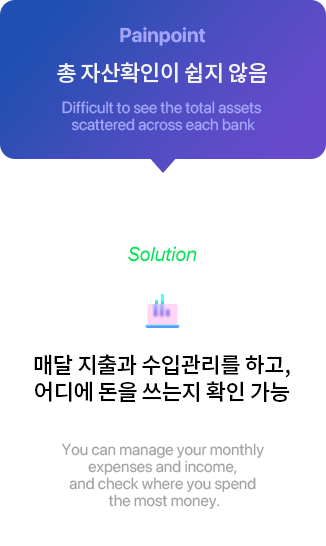 Painpoint
총 자산확인이 쉽지 않음
Difficult to see the total assets
scattered across each bank
Solution
매달 지출과 수입관리를 하고,
어디에 돈을 쓰는지 확인 가능
You can manage your monthly
expenses and income,
and check where you spend
the most money.